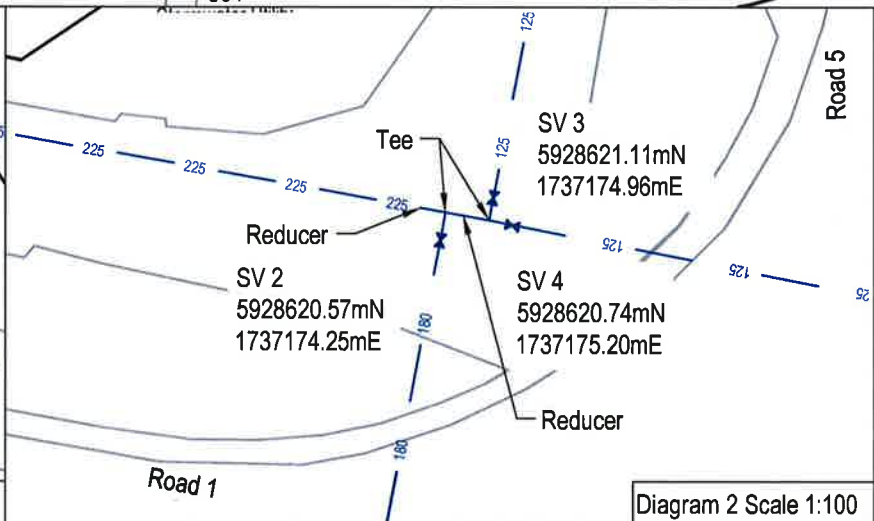 125
Road 5
SV 3
5928621.11mN
1737174.96mE
Tee
125
225
225
225
225
Reducer
125
125
25
SV 2
5928620.57mN
1737174.25mE
SV 4
5928620.74mN
1737175.20mE
180
Reducer
180
Road 1
Diagram 2 Scale 1:100